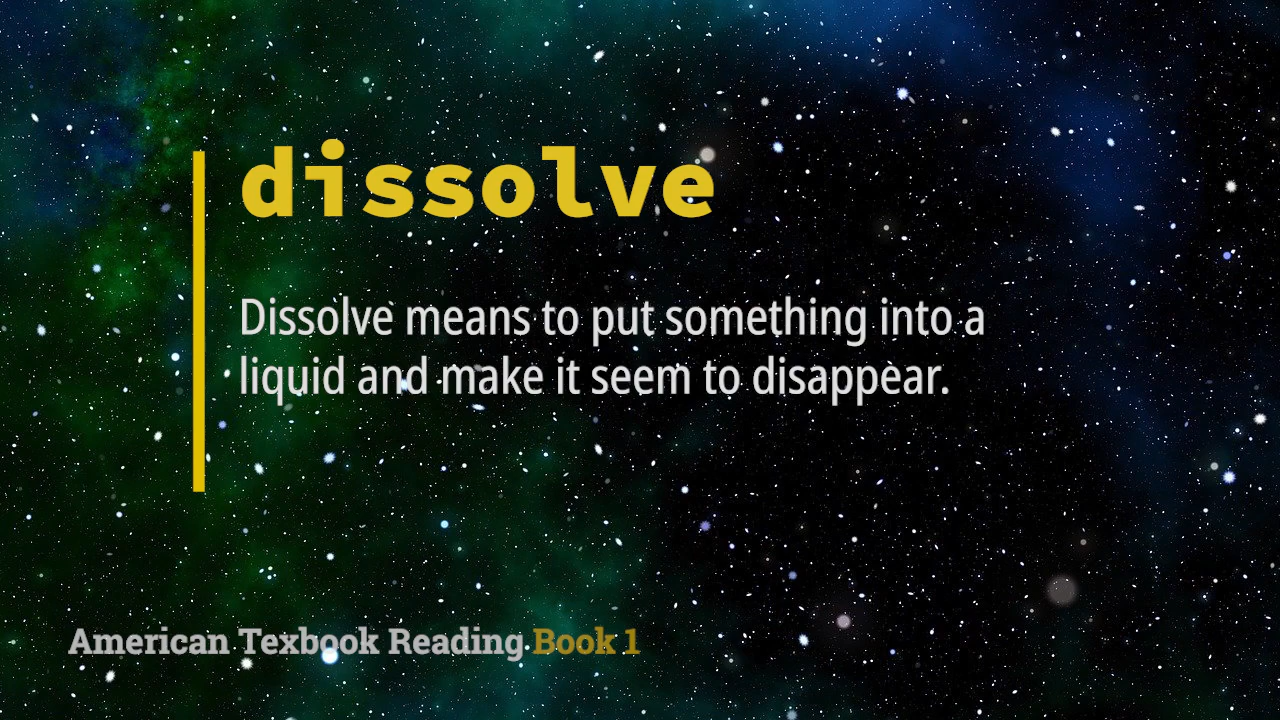 dissolve
Dissolve means to put something into a
liquid and make it seem to disappear.
American Texbook Reading Book 1